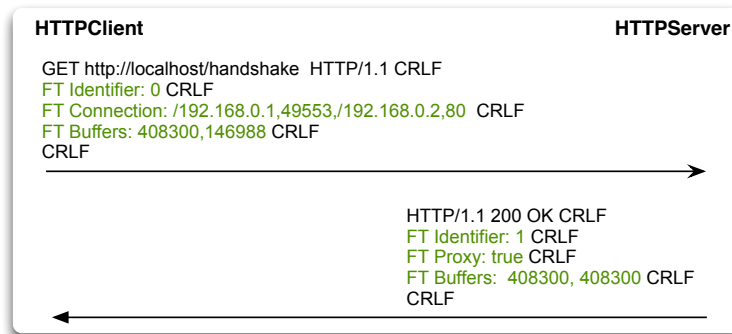 HTTPClient HTTPServer
GET http://localhost/handshake HTTP/1.1 CRLF
FT Identifier: 0 CRLF
FT Connection: /192.168.0.1,49553,/192.168.0.2,80 CRLF
FT Buffers: 408300,146988 CRLF
CRLF
HTTP/1.1 200 OK CRLF
FT Identifier: 1 CRLF
FT Proxy: true CRLF
FT Buffers: 408300, 408300 CRLF
CRLF